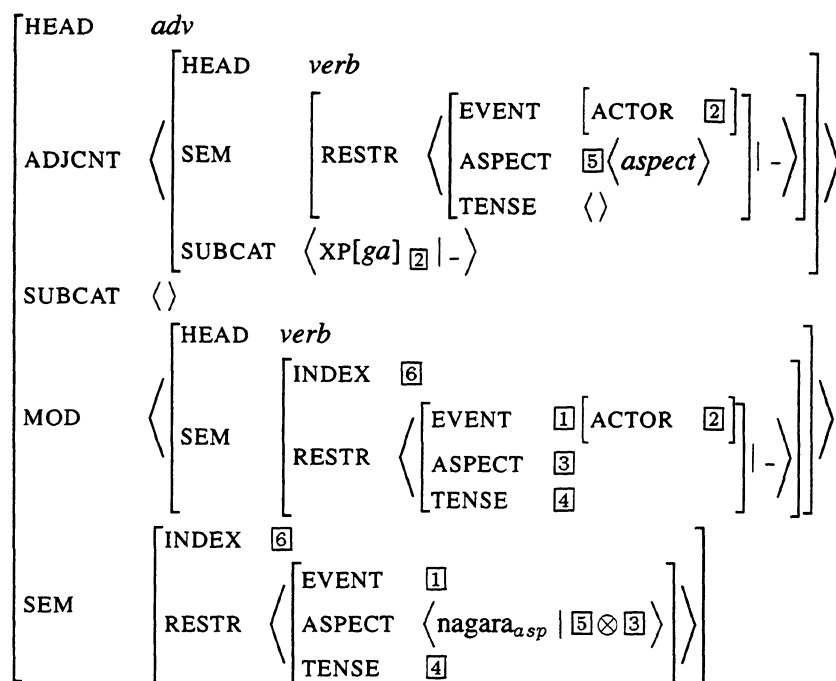 HEAD adv
HEAD verb
EVENT [ACTOR 2]
ADJCNT ⟨ SEM RESTR ⟨ ASPECT 5⟨aspect⟩ | _⟩ ⟩
TENSE ⟨⟩
SUBCAT ⟨XP[ga] 2 | _⟩
SUBCAT ⟨⟩
HEAD verb
INDEX 6
EVENT 1[ACTOR 2]
MOD ⟨ SEM RESTR ⟨ ASPECT 3 | _⟩ ⟩
TENSE 4
INDEX 6
EVENT 1
SEM RESTR ⟨ ASPECT ⟨nagara asp | 5⊗3⟩ ⟩
TENSE 4